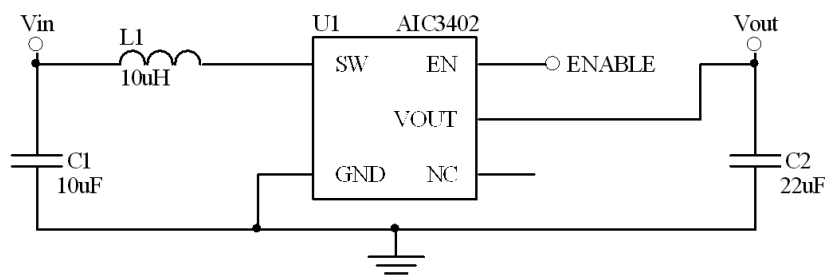 Vin
L1
10uH
U1
AIC3402
Vout
SW
EN
ENABLE
VOUT
C1
10uF
GND
NC
C2
22uF